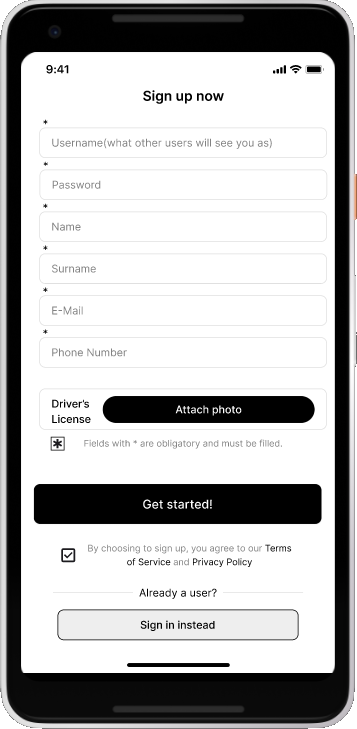 9:41
Sign up now
*
Username(what other users will see you as)
*
Password
*
Name
*
Surname
*
E-Mail
*
Phone Number
Driver's
License
Attach photo
* Fields with * are obligatory and must be filled.
Get started!
By choosing to sign up, you agree to our Terms
of Service and Privacy Policy
Already a user?
Sign in instead